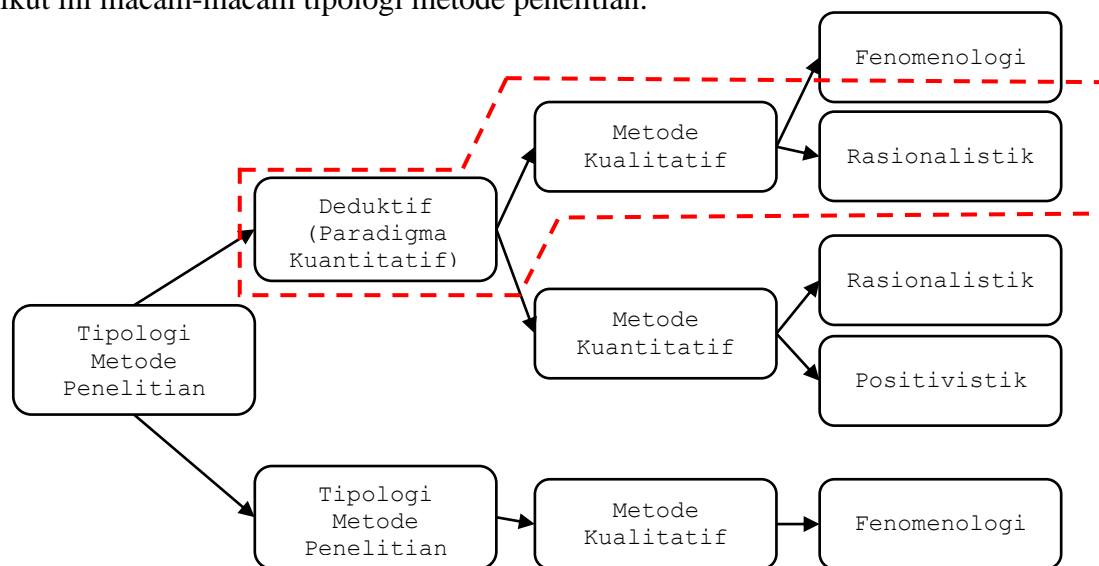 ikut ini macam-macam tipologi metode penelitian:
Fenomenologi
Metode
Kualitatif
Rasionalistik
Deduktif
(Paradigma
Kuantitatif)
Rasionalistik
Metode
Kuantitatif
Tipologi
Metode
Penelitian
Positivistik
Tipologi
Metode
Penelitian
Metode
Kualitatif
Fenomenologi